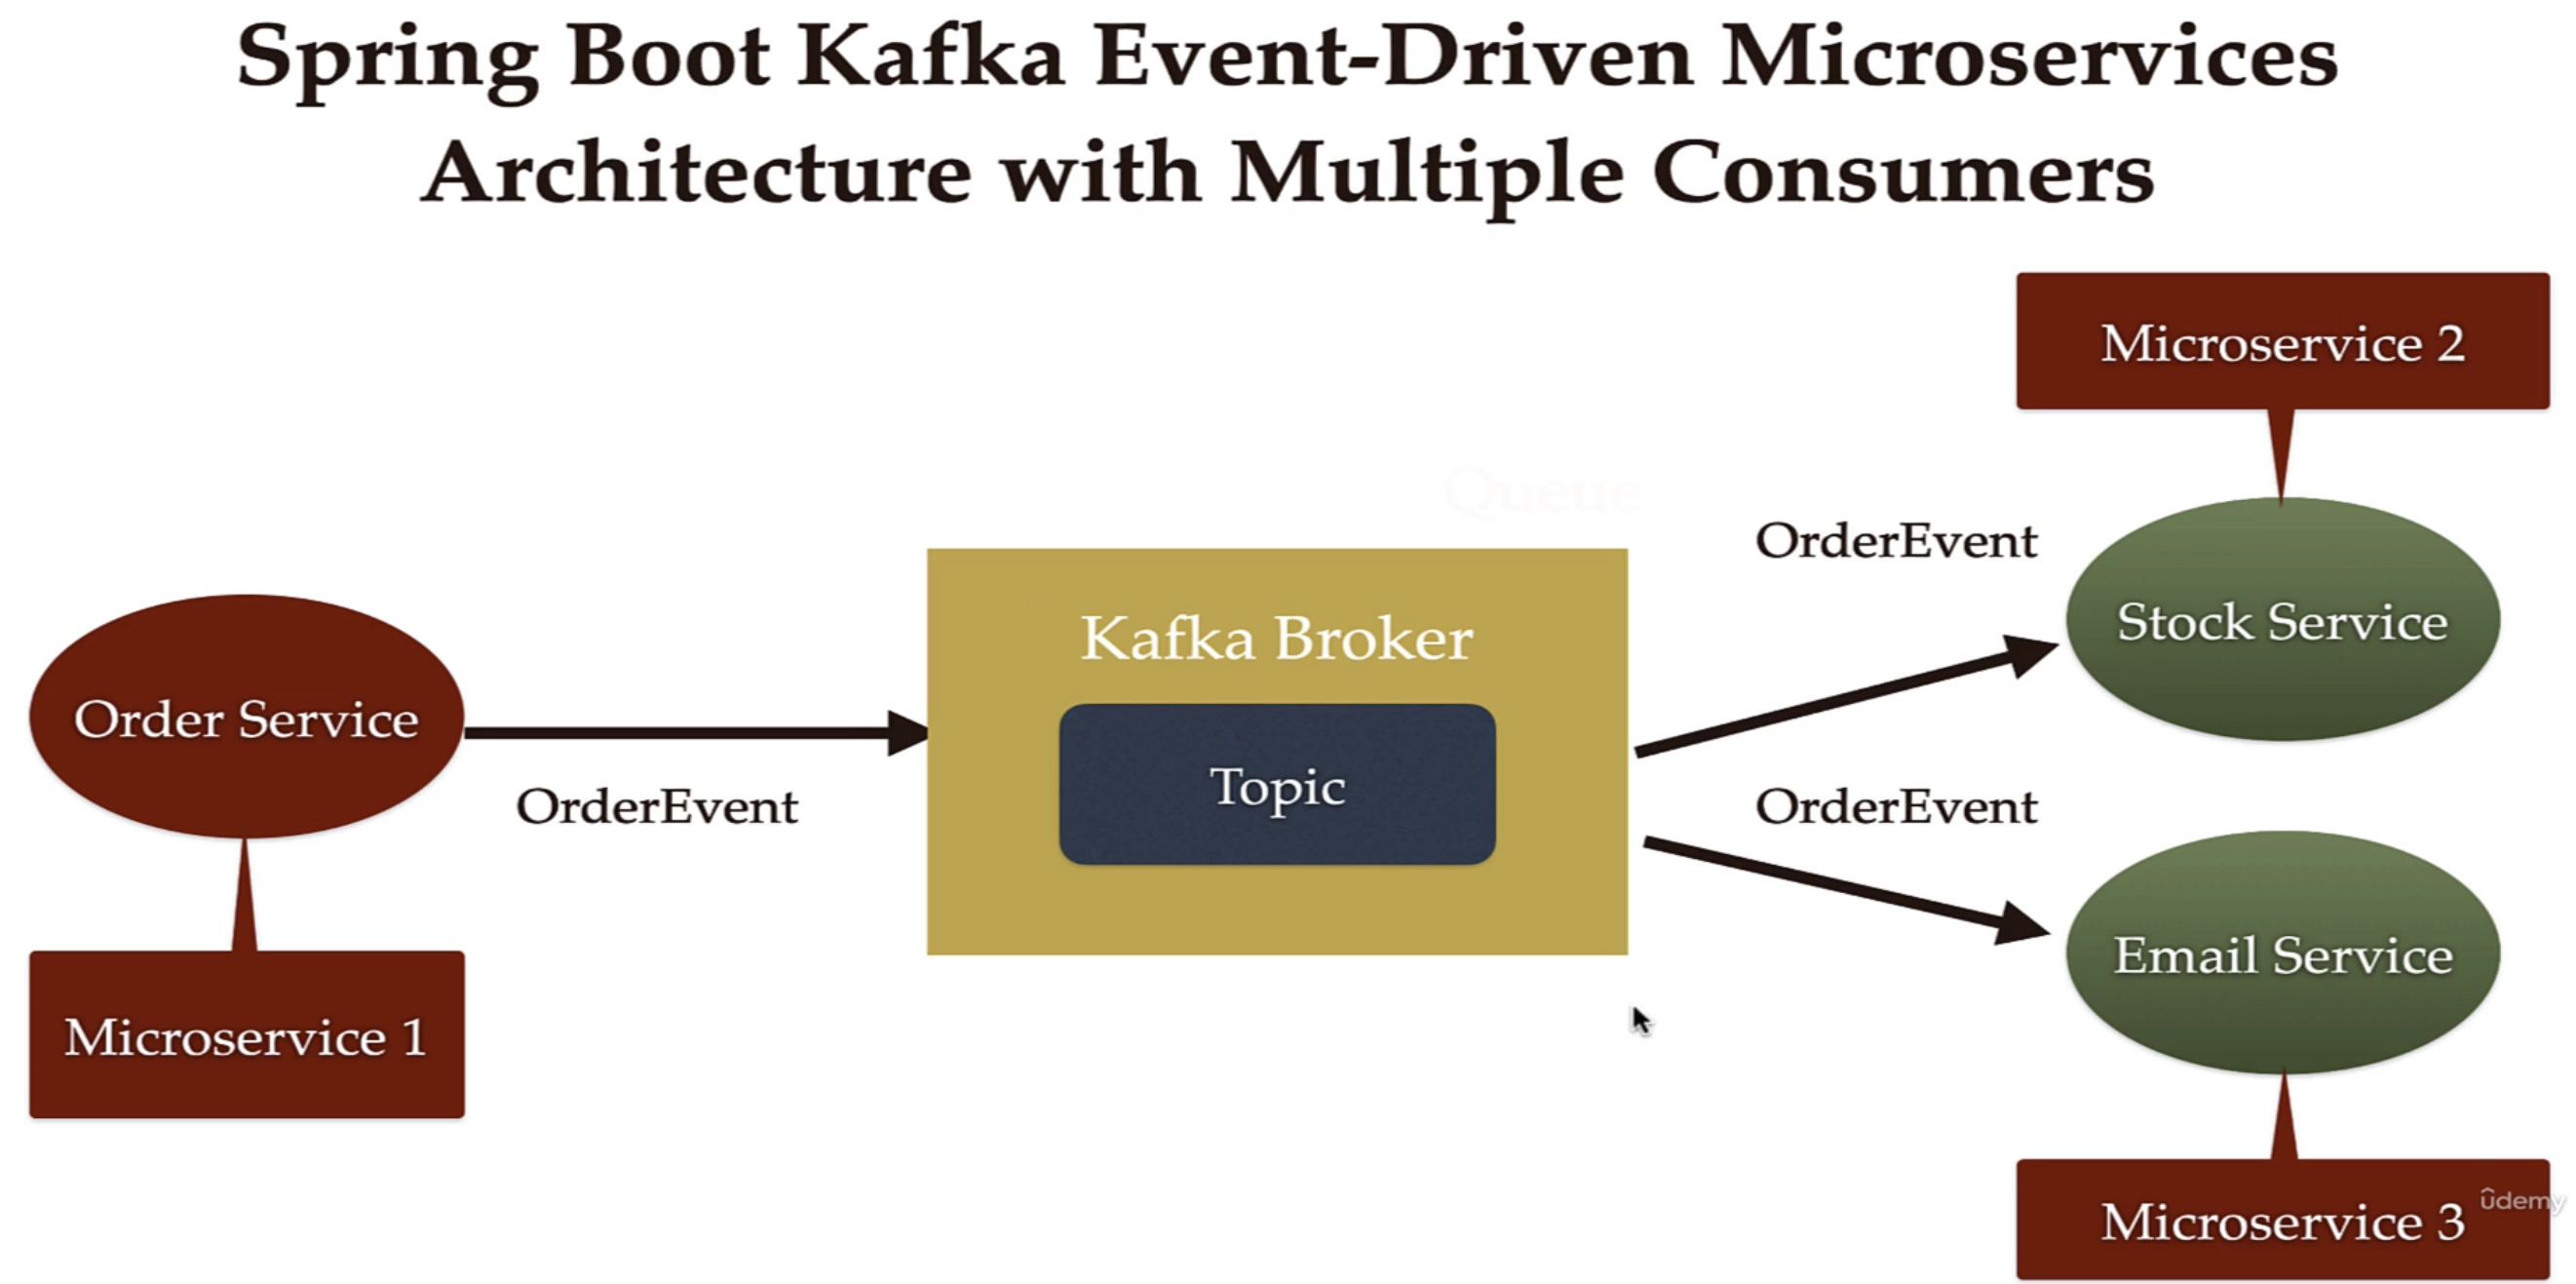 Spring Boot Kafka Event-Driven Microservices
Architecture with Multiple Consumers
Microservice 2
Queue
OrderEvent
Stock Service
Kafka Broker
Order Service
Topic
OrderEvent
OrderEvent
Email Service
Microservice 1
Microservice 3
ûdemy